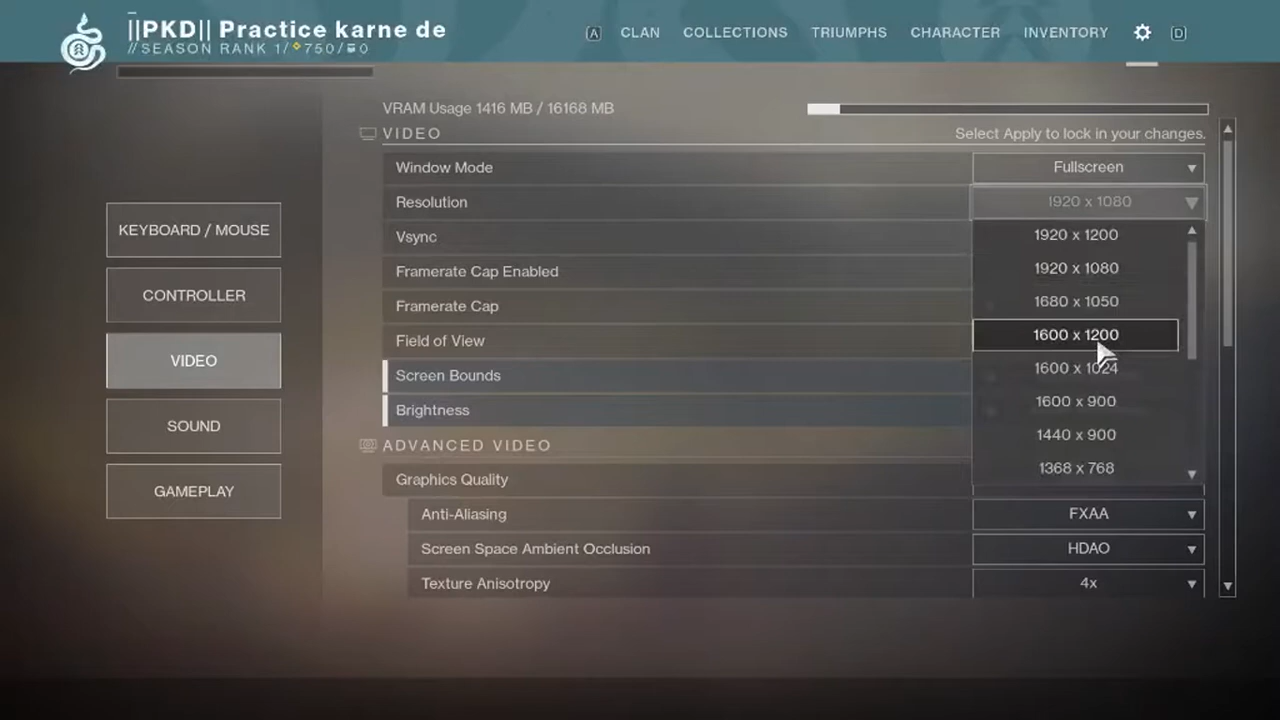 ||PKD|| Practice karne de
//SEASON RANK 1/750/0
A CLAN COLLECTIONS TRIUMPHS CHARACTER INVENTORY D
VRAM Usage 1416 MB / 16168 MB
VIDEO Select Apply to lock in your changes.
Window Mode Fullscreen
Resolution 1920 x 1080
Vsync 1920 x 1200
Framerate Cap Enabled 1920 x 1080
Framerate Cap 1680 x 1050
Field of View 1600 x 1200
Screen Bounds 1600 x 1024
Brightness 1600 x 900
ADVANCED VIDEO 1440 x 900
Graphics Quality 1368 x 768
Anti-Aliasing FXAA
Screen Space Ambient Occlusion HDAO
Texture Anisotropy 4x
KEYBOARD / MOUSE
CONTROLLER
VIDEO
SOUND
GAMEPLAY